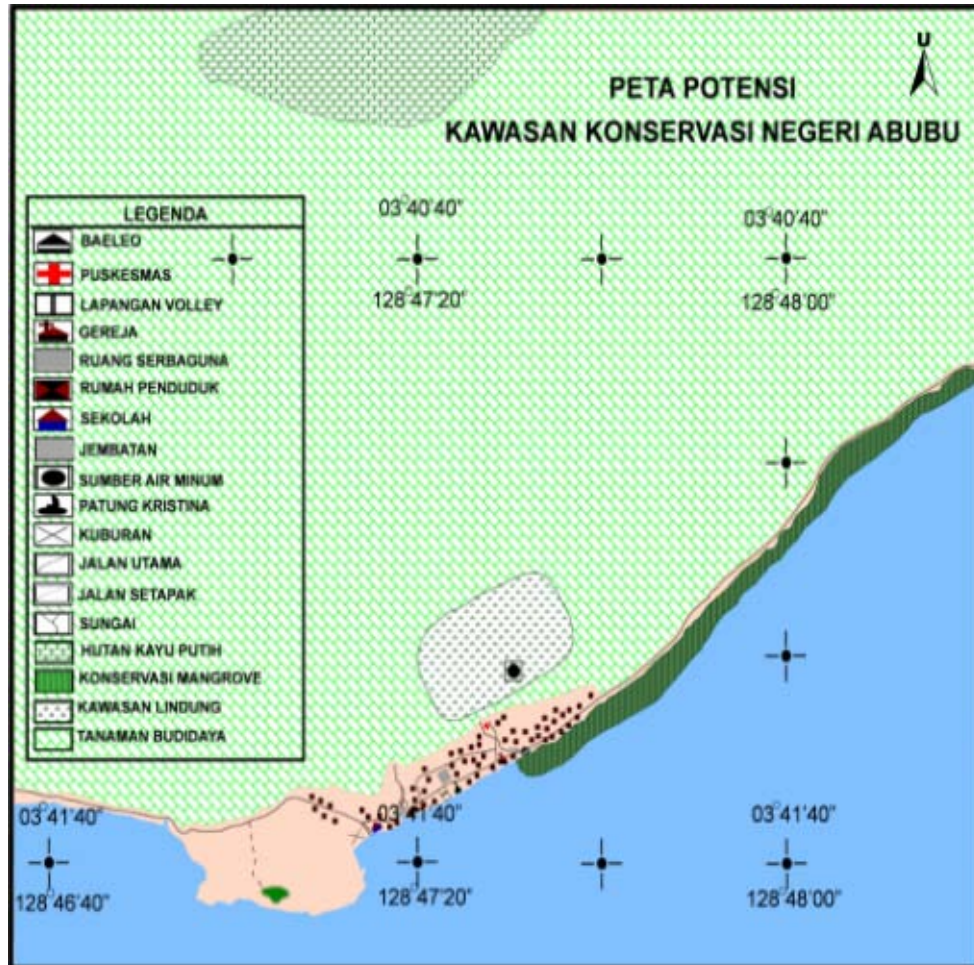 U
PETA POTENSI
KAWASAN KONSERVASI NEGERI ABUBU
LEGENDA
BAELEO
PUSKESMAS
LAPANGAN VOLLEY
GEREJA
RUANG SERBAGUNA
RUMAH PENDUDUK
SEKOLAH
JEMBATAN
SUMBER AIR MINUM
PATUNG KRISTINA
KUBURAN
JALAN UTAMA
JALAN SETAPAK
SUNGAI
HUTAN KAYU PUTIH
KONSERVASI MANGROVE
KAWASAN LINDUNG
TANAMAN BUDIDAYA
03°40'40" 03°40'40"
128°47'20" 128°48'00"
03°41'40" 03°41'40" 03°41'40"
128°46'40" 128°47'20" 128°48'00"